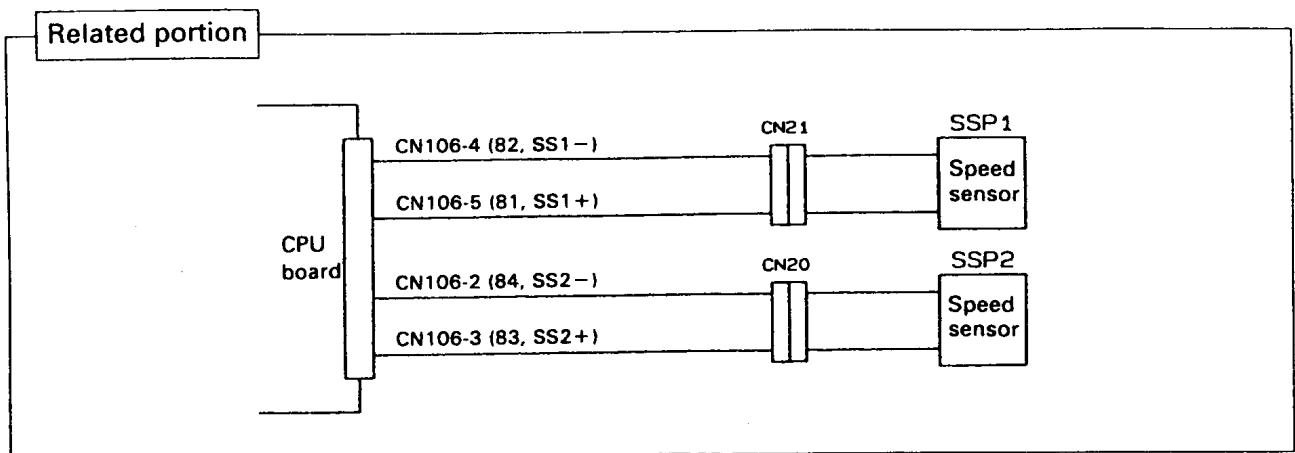 Related portion
CN106-4 (82, SS1−)
CN21
SSP1
Speed
sensor
CN106-5 (81, SS1+)
CPU
board
CN106-2 (84, SS2−)
CN20
SSP2
Speed
sensor
CN106-3 (83, SS2+)